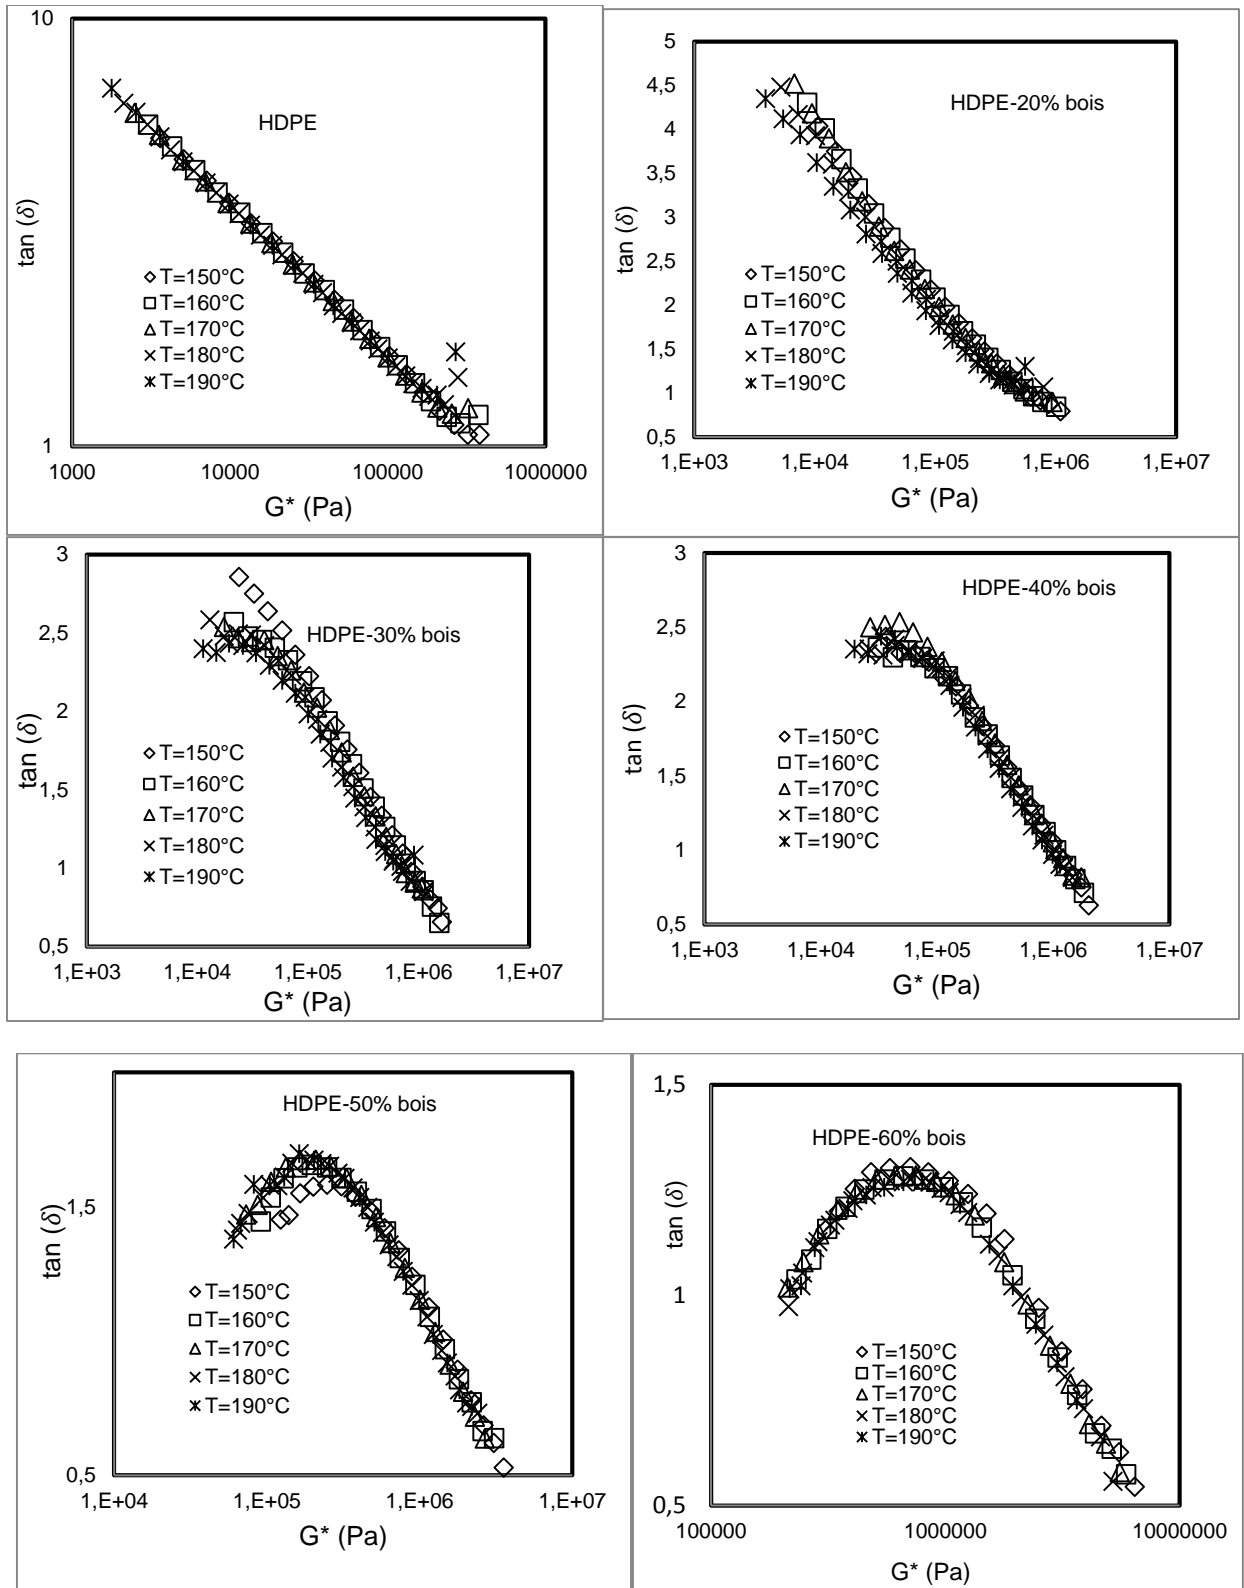 10
HDPE
tan (δ)
T=150°C
T=160°C
T=170°C
T=180°C
T=190°C
1
1000
10000
100000
1000000
G* (Pa)
5
4,5
4
3,5
3
2,5
2
1,5
1
0,5
HDPE-20% bois
tan (δ)
T=150°C
T=160°C
T=170°C
T=180°C
T=190°C
1,E+03
1,E+04
1,E+05
1,E+06
1,E+07
G* (Pa)
3
2,5
2
1,5
1
0,5
HDPE-30% bois
tan (δ)
T=150°C
T=160°C
T=170°C
T=180°C
T=190°C
1,E+03
1,E+04
1,E+05
1,E+06
1,E+07
G* (Pa)
3
2,5
2
1,5
1
0,5
HDPE-40% bois
tan (δ)
T=150°C
T=160°C
T=170°C
T=180°C
T=190°C
1,E+03
1,E+04
1,E+05
1,E+06
1,E+07
G* (Pa)
HDPE-50% bois
1,5
0,5
tan (δ)
T=150°C
T=160°C
T=170°C
T=180°C
T=190°C
1,E+04
1,E+05
1,E+06
1,E+07
G* (Pa)
1,5
1
0,5
HDPE-60% bois
tan (δ)
T=150°C
T=160°C
T=170°C
T=180°C
T=190°C
100000
1000000
10000000
G* (Pa)